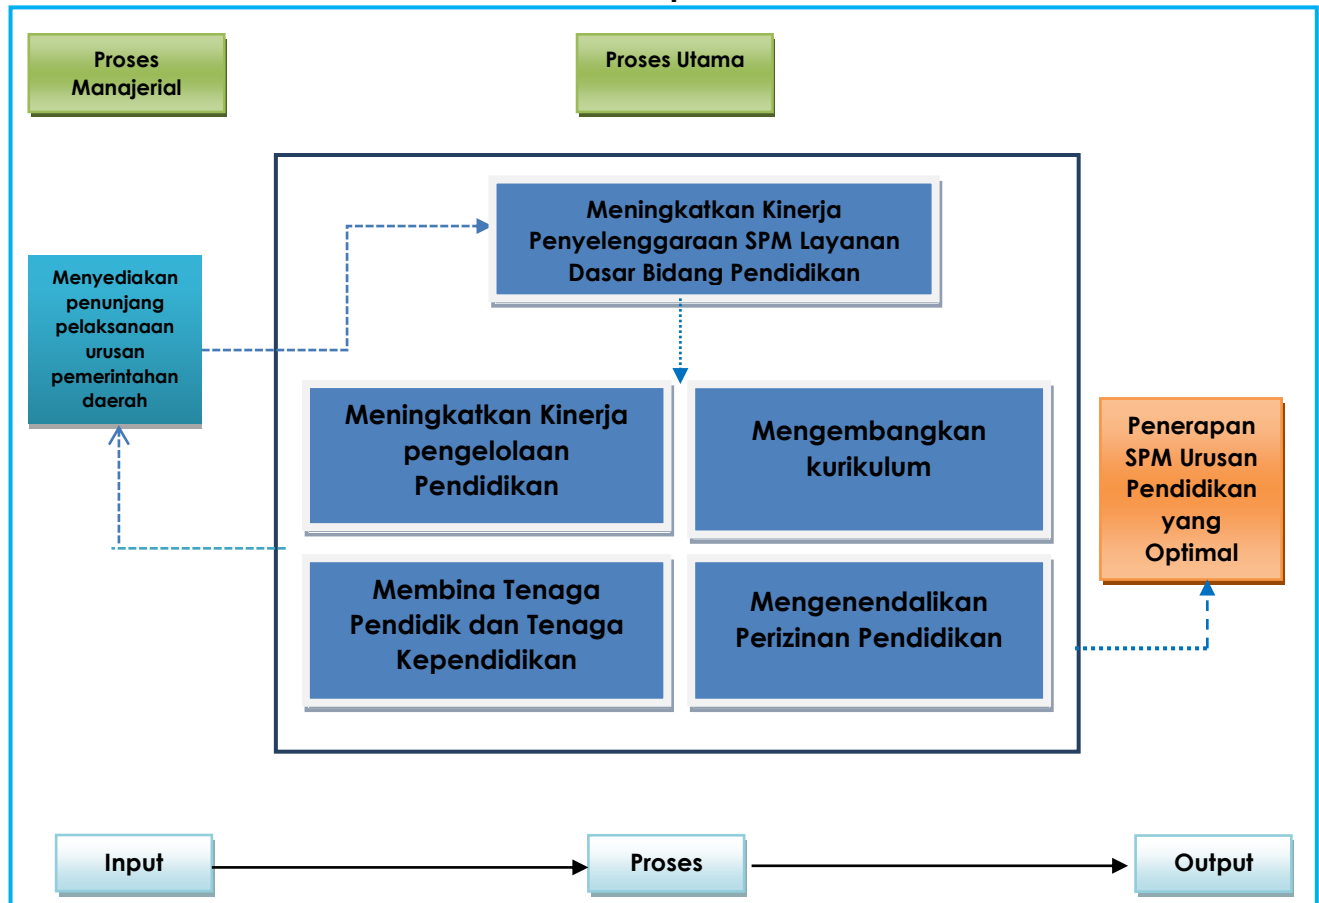 Proses
Manajerial
Proses Utama
Meningkatkan Kinerja
Penyelenggaraan SPM Layanan
Dasar Bidang Pendidikan
Menyediakan
penunjang
pelaksanaan
urusan
pemerintahan
daerah
Meningkatkan Kinerja
pengelolaan
Pendidikan
Mengembangkan
kurikulum
Penerapan
SPM Urusan
Pendidikan
yang
Optimal
Membina Tenaga
Pendidik dan Tenaga
Kependidikan
Mengenendalikan
Perizinan Pendidikan
Input
Proses
Output